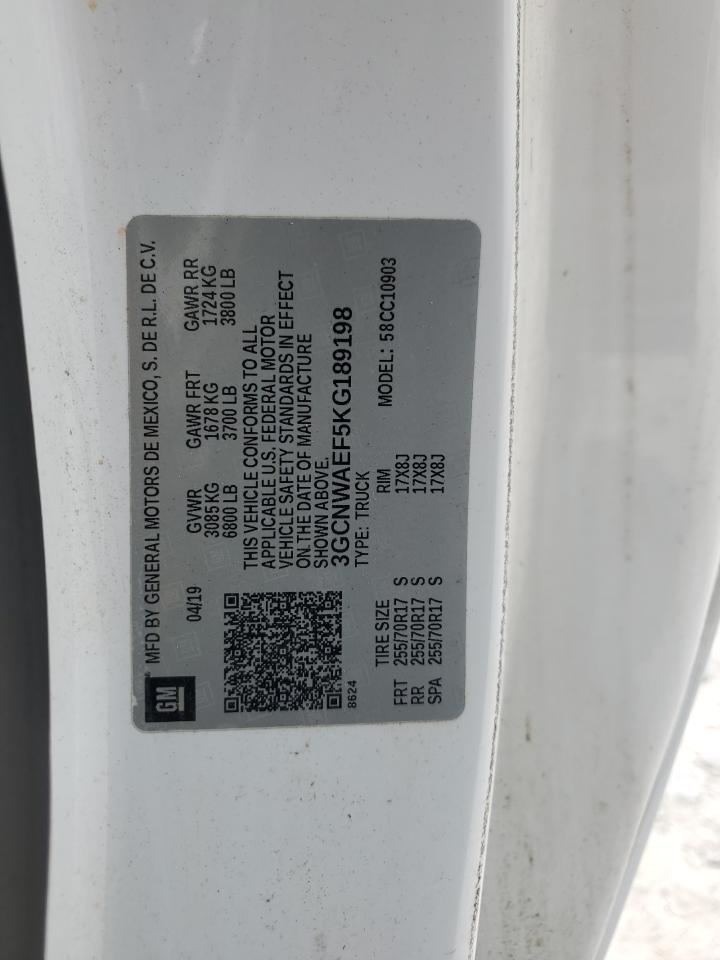 GM
MFD BY GENERAL MOTORS DE MEXICO, S. DE R.L. DE C.V.
04/19 GVWR GAWR FRT GAWR RR
3085 KG 1678 KG 1724 KG
6800 LB 3700 LB 3800 LB
THIS VEHICLE CONFORMS TO ALL
APPLICABLE U.S. FEDERAL MOTOR
VEHICLE SAFETY STANDARDS IN EFFECT
ON THE DATE OF MANUFACTURE
SHOWN ABOVE.
3GCNWAEF5KG189198
8624 TYPE: TRUCK
TIRE SIZE RIM MODEL: 58CC10903
FRT 255/70R17 S 17X8J
RR 255/70R17 S 17X8J
SPA 255/70R17 S 17X8J